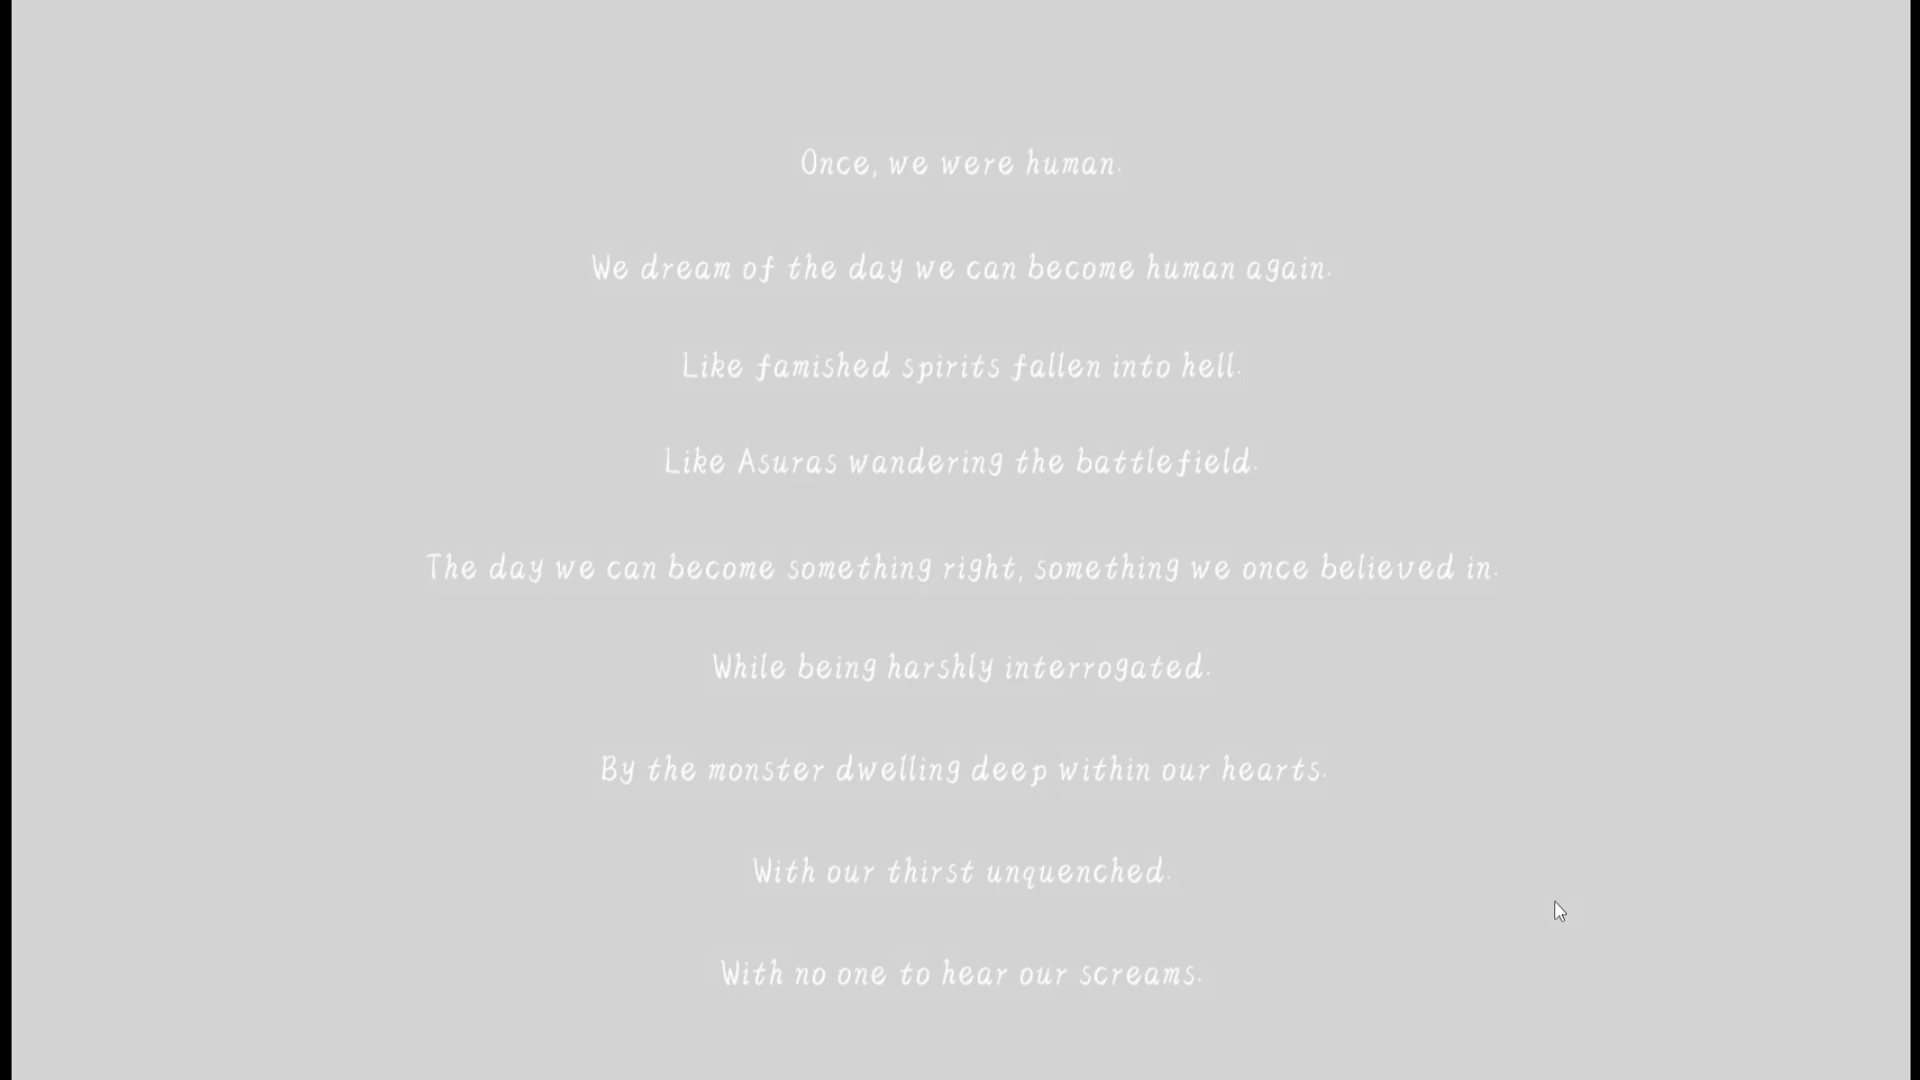 Once, we were human.
We dream of the day we can become human again.
Like famished spirits fallen into hell.
Like Asuras wandering the battlefield.
The day we can become something right, something we once believed in.
While being harshly interrogated.
By the monster dwelling deep within our hearts.
With our thirst unquenched.
With no one to hear our screams.